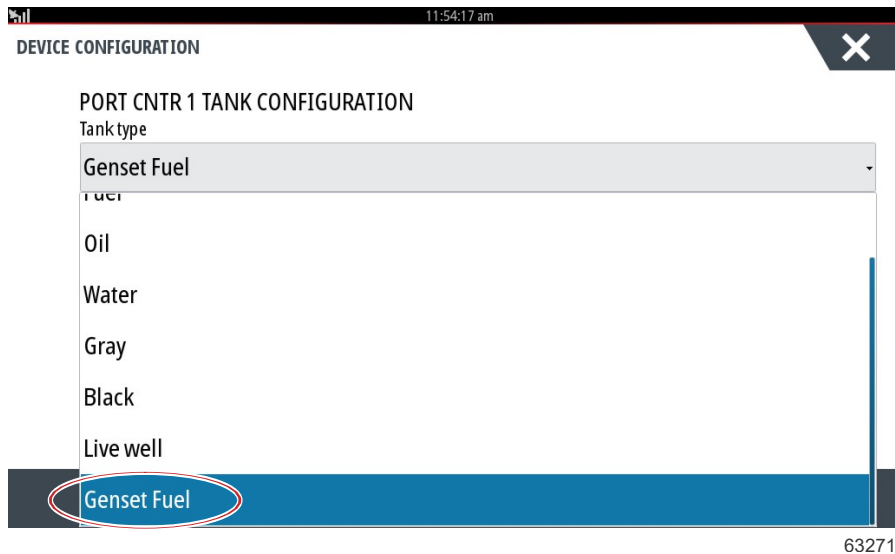 11:54:17 am
DEVICE CONFIGURATION
PORT CNTR 1 TANK CONFIGURATION
Tank type
Genset Fuel
Fuel
Oil
Water
Gray
Black
Live well
Genset Fuel
63271